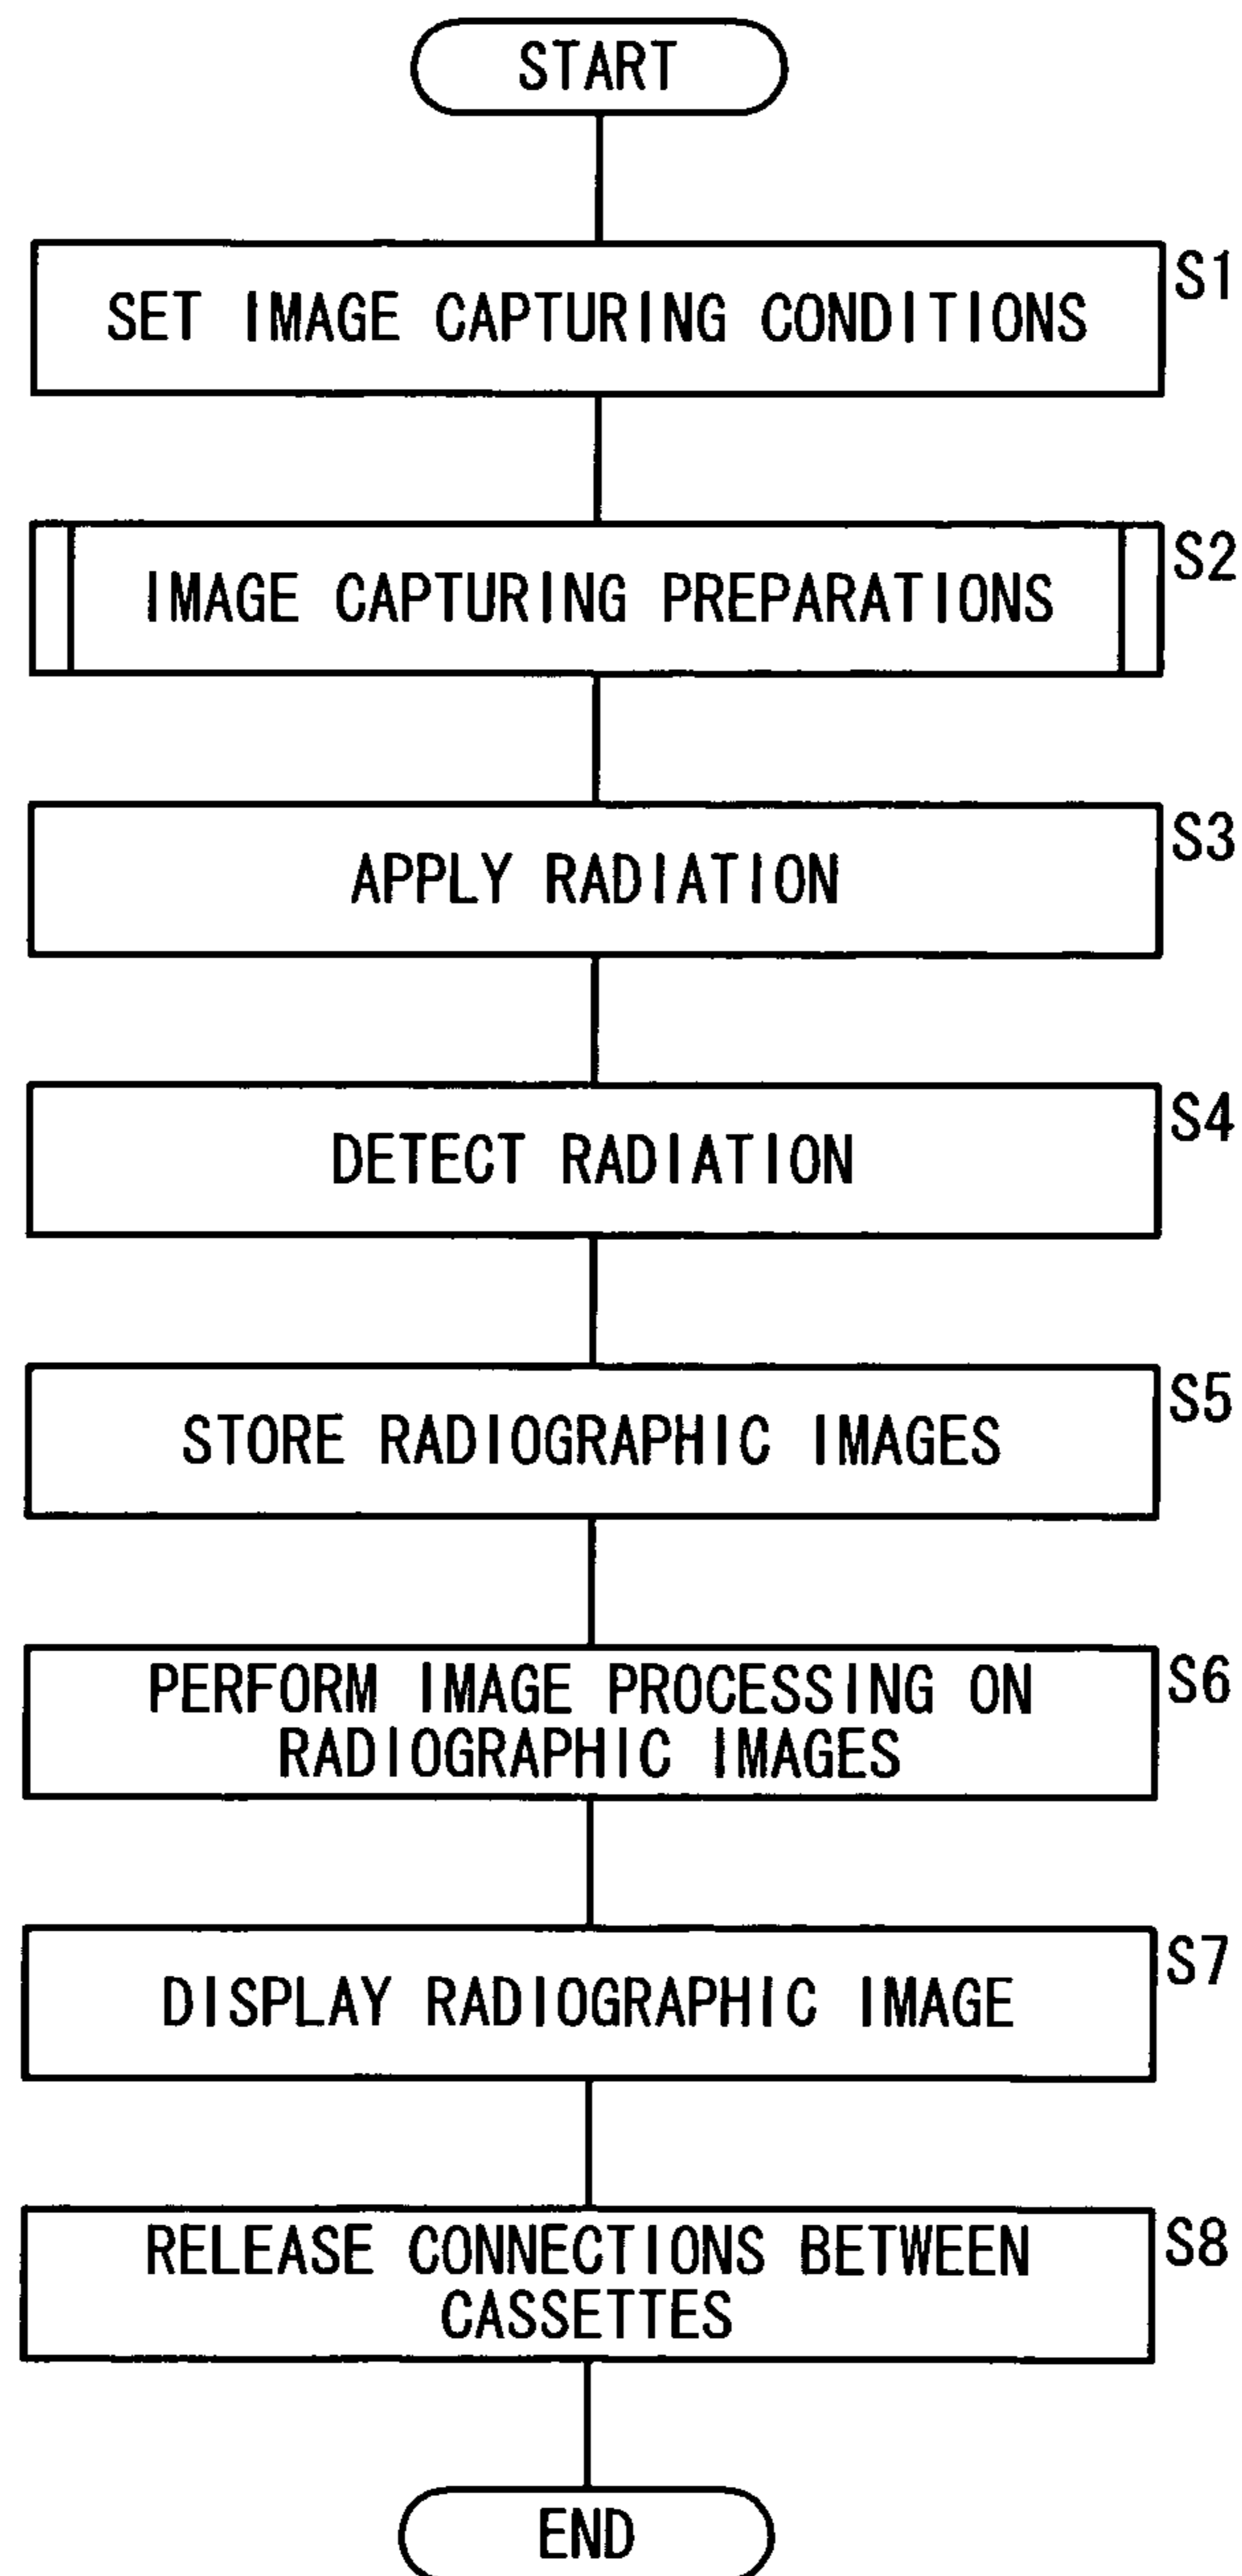 START
S1
SET IMAGE CAPTURING CONDITIONS
S2
IMAGE CAPTURING PREPARATIONS
S3
APPLY RADIATION
S4
DETECT RADIATION
S5
STORE RADIOGRAPHIC IMAGES
S6
PERFORM IMAGE PROCESSING ON
RADIOGRAPHIC IMAGES
S7
DISPLAY RADIOGRAPHIC IMAGE
S8
RELEASE CONNECTIONS BETWEEN
CASSETTES
END